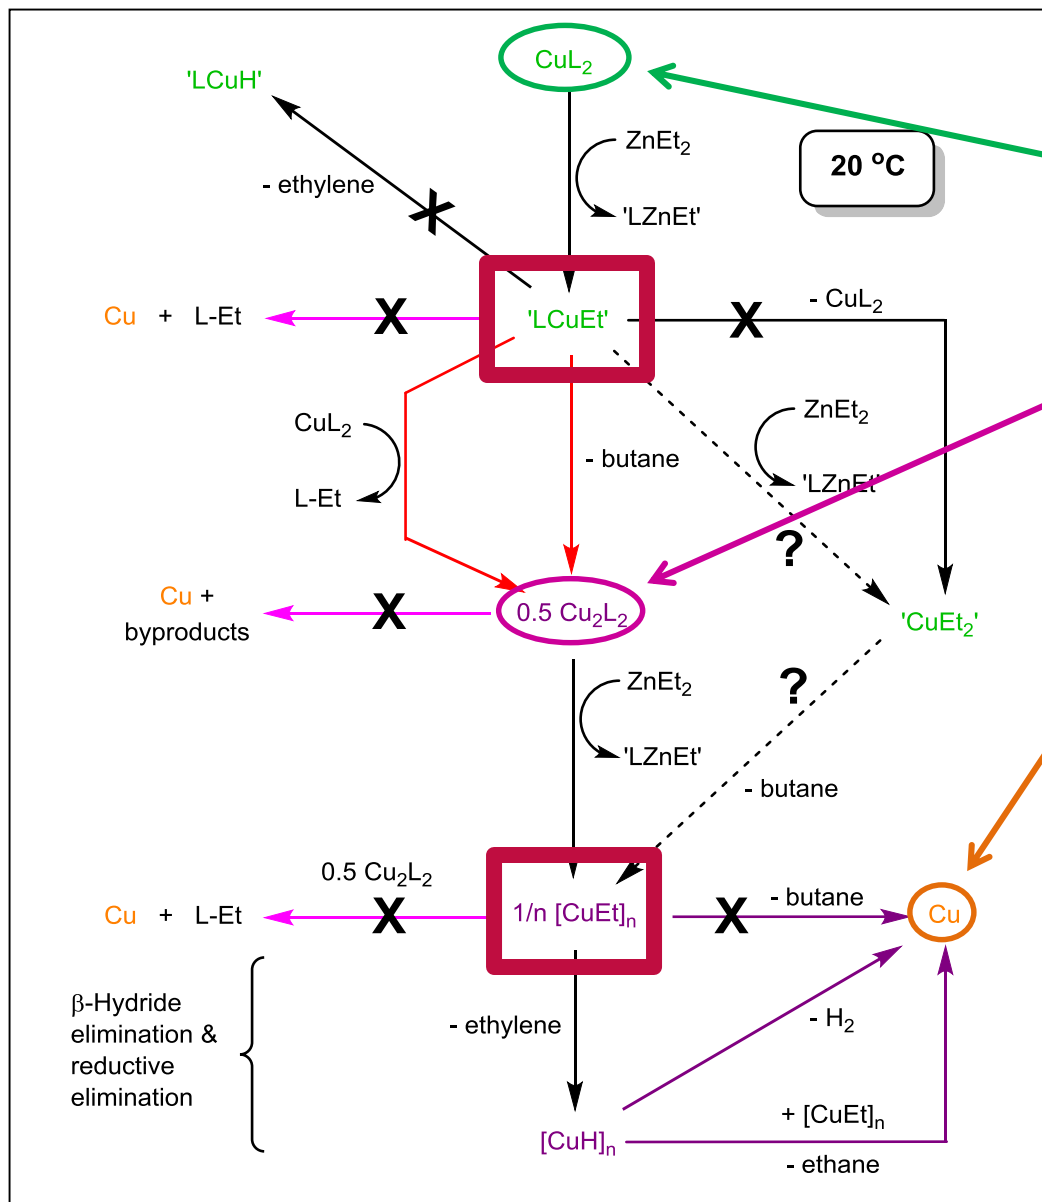 CuL2
'LCuH'
ZnEt2
20 °C
- ethylene
'LZnEt'
X
- CuL2
Cu + L-Et
X
'LCuEt'
X
CuL2
ZnEt2
- butane
'LZnEt'
L-Et
?
Cu +
byproducts
X
0.5 Cu2L2
'CuEt2'
ZnEt2
?
'LZnEt'
- butane
0.5 Cu2L2
- butane
Cu + L-Et
X
1/n [CuEt]n
X
Cu
β-Hydride
elimination &
reductive
elimination
- ethylene
- H2
+ [CuEt]n
[CuH]n
- ethane